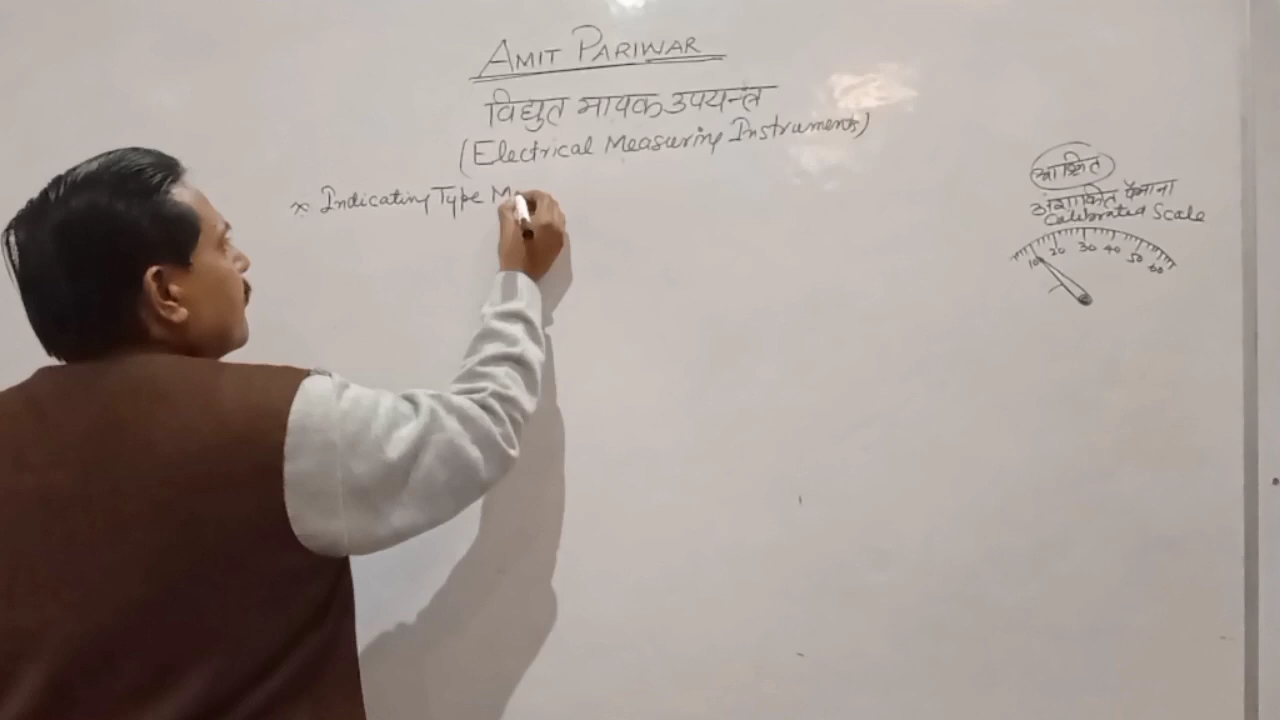 AMIT PARIWAR
विद्युत मापक उपयन्त्र
(Electrical Measuring Instruments)
× Indicating Type M
अंशांकित पैमाना
Calibrated Scale
10 20 30 40 50 60